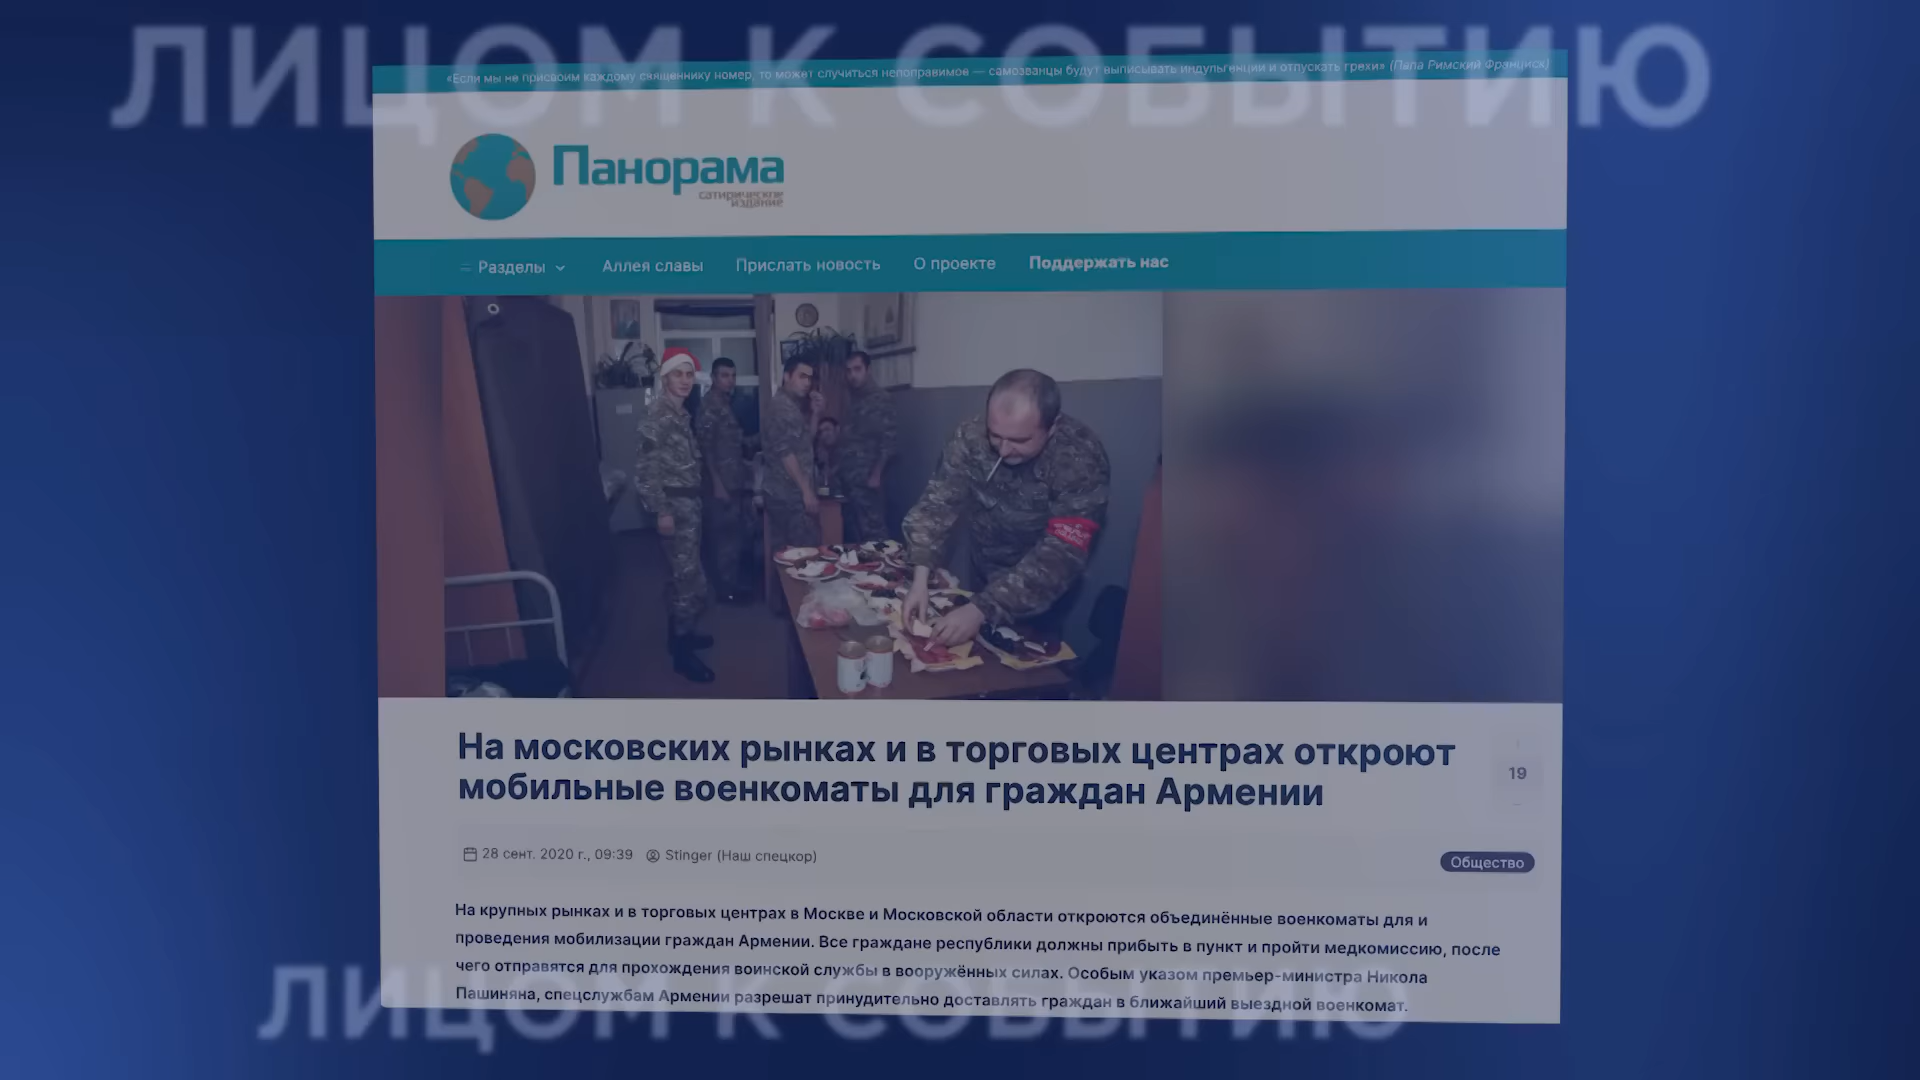 ЛИЦОМ К СОБЫТИЮ
«Если мы не присвоим каждому священнику номер, то может случиться непоправимое — самозванцы будут выписывать индульгенции и отпускать грехи» (Папа Римский Франциск)
Панорама
сатирическое
издание
Разделы
Аллея славы
Прислать новость
О проекте
Поддержать нас
На московских рынках и в торговых центрах откроют
мобильные военкоматы для граждан Армении
19
28 сент. 2020 г., 09:39
Stinger (Наш спецкор)
Общество
На крупных рынках и в торговых центрах в Москве и Московской области откроются объединённые военкоматы для и
проведения мобилизации граждан Армении. Все граждане республики должны прибыть в пункт и пройти медкомиссию, после
чего отправятся для прохождения воинской службы в вооружённых силах. Особым указом премьер-министра Никола
Пашиняна, спецслужбам Армении разрешат принудительно доставлять граждан в ближайший выездной военкомат.
ЛИЦОМ К СОБЫТИЮ